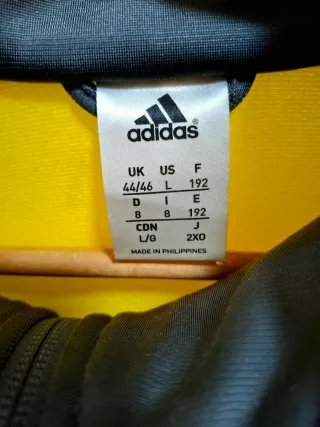 adidas®
UK US F
44/46 L 192
D I E
8 8 192
CDN J
L/G 2XO
MADE IN PHILIPPINES